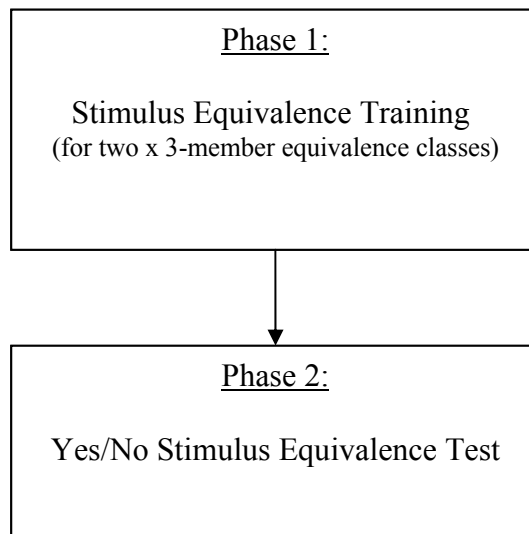 Phase 1:
Stimulus Equivalence Training
(for two x 3-member equivalence classes)
Phase 2:
Yes/No Stimulus Equivalence Test